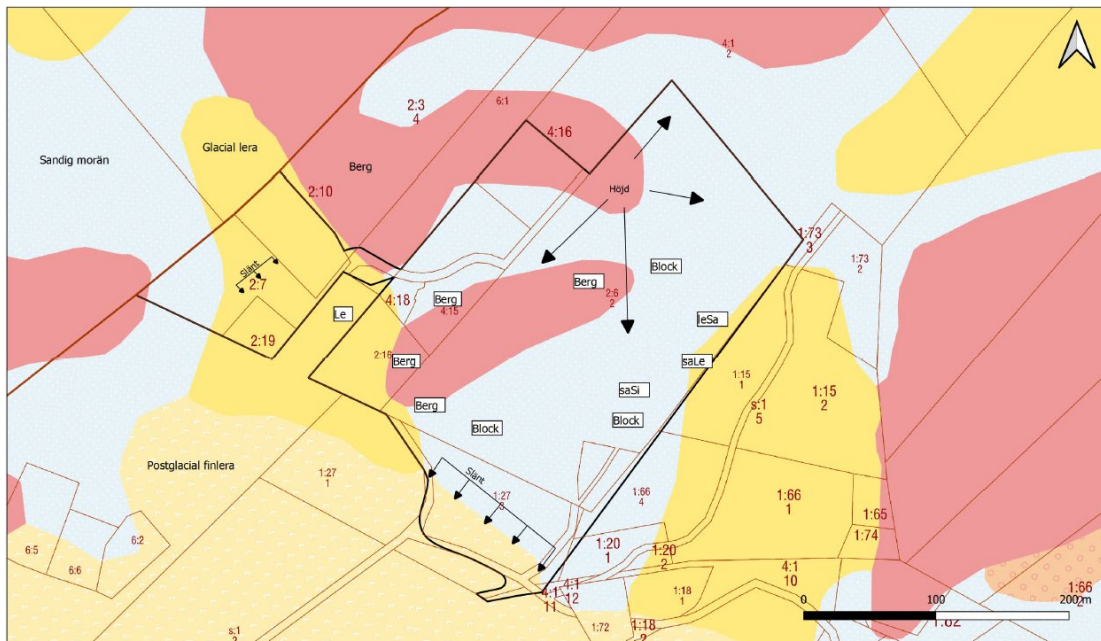 4:1
2
2:3
4
6:1
4:16
Sandig morän
Glacial lera
Berg
2:10
Höjd
1:73
3
1:73
2
Slänt
2:7
Block
Berg
2:6
2
4:18
Berg
4:15
Le
leSa
2:19
2:16
Berg
saLe
1:15
1
1:15
2
saSi
s:1
5
Berg
Block
Block
Postglacial finlera
1:27
1
Slänt
1:27
3
1:66
4
1:66
1
1:65
1:74
6:5
6:2
6:6
1:20
1
1:20
2
4:1
10
4:1
12
4:1
11
1:18
1
1:66
2
0
100
200 m
s:1
1:72
1:18